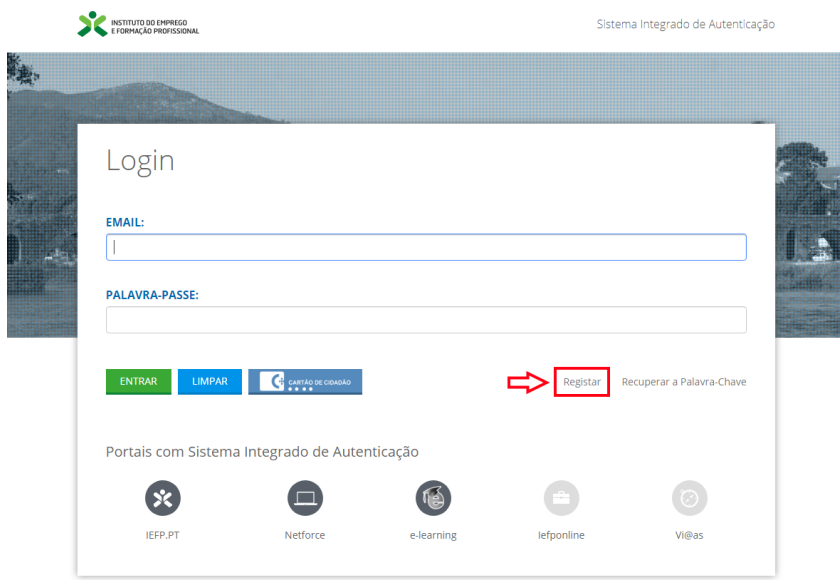 INSTITUTO DO EMPREGO
E FORMAÇÃO PROFISSIONAL
Sistema Integrado de Autenticação
Login
EMAIL:
PALAVRA-PASSE:
ENTRAR
LIMPAR
CARTÃO DE CIDADÃO
Registar
Recuperar a Palavra-Chave
Portais com Sistema Integrado de Autenticação
IEFP.PT
Netforce
e-learning
Iefponline
Vi@as